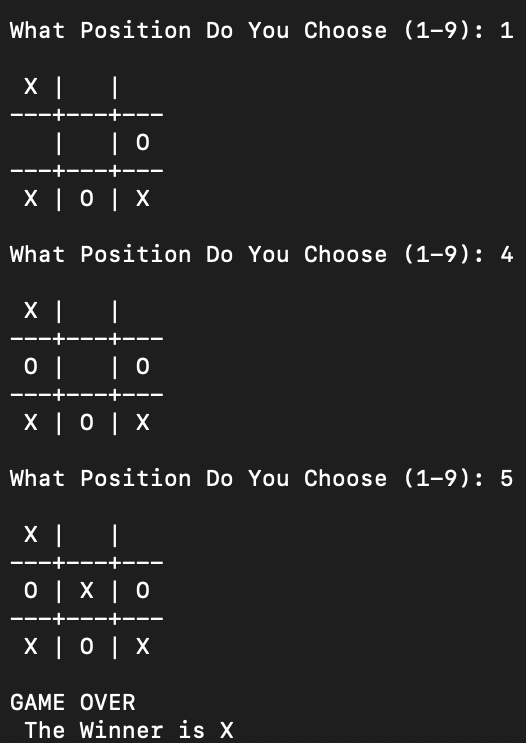 What Position Do You Choose (1-9): 1
 X |   |
---+---+---
   |   | O
---+---+---
 X | O | X
What Position Do You Choose (1-9): 4
 X |   |
---+---+---
 O |   | O
---+---+---
 X | O | X
What Position Do You Choose (1-9): 5
 X |   |
---+---+---
 O | X | O
---+---+---
 X | O | X
GAME OVER
 The Winner is X